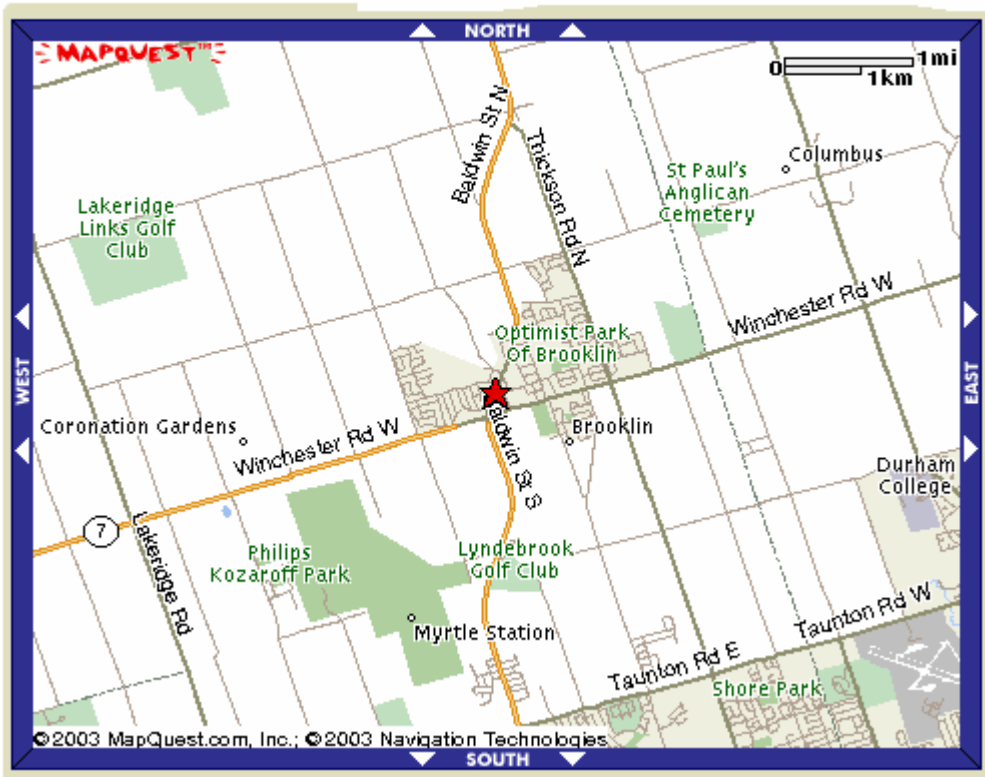 NORTH
MAPQUEST™
0 1mi
1km
Baldwin St N
Thickson Rd N
Columbus
St Paul's
Anglican
Cemetery
Lakeridge
Links Golf
Club
Winchester Rd W
Optimist Park
Of Brooklin
WEST
EAST
Coronation Gardens
Winchester Rd W
Baldwin St S
Brooklin
Durham
College
7
Lakeridge Rd
Philips
Kozaroff Park
Lyndebrook
Golf Club
Myrtle Station
Taunton Rd W
Taunton Rd E
Shore Park
©2003 MapQuest.com, Inc.; ©2003 Navigation Technologies
SOUTH